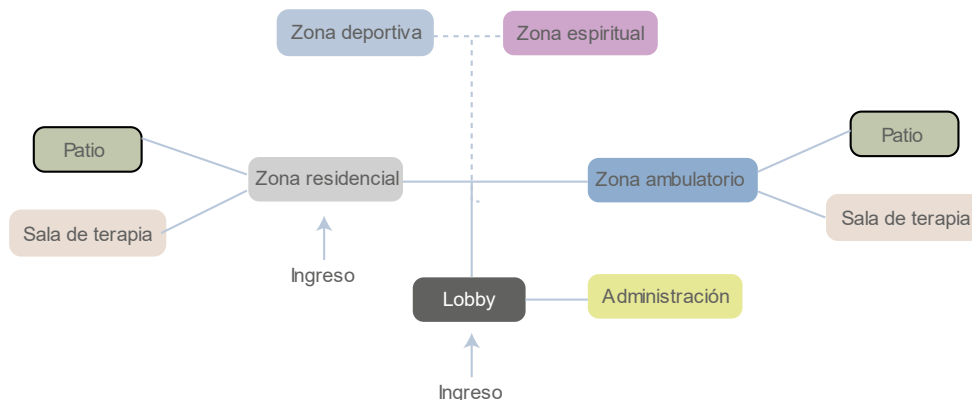 Zona deportiva
Zona espiritual
Patio
Patio
Zona residencial
Zona ambulatorio
Sala de terapia
Sala de terapia
Ingreso
Lobby
Administración
Ingreso